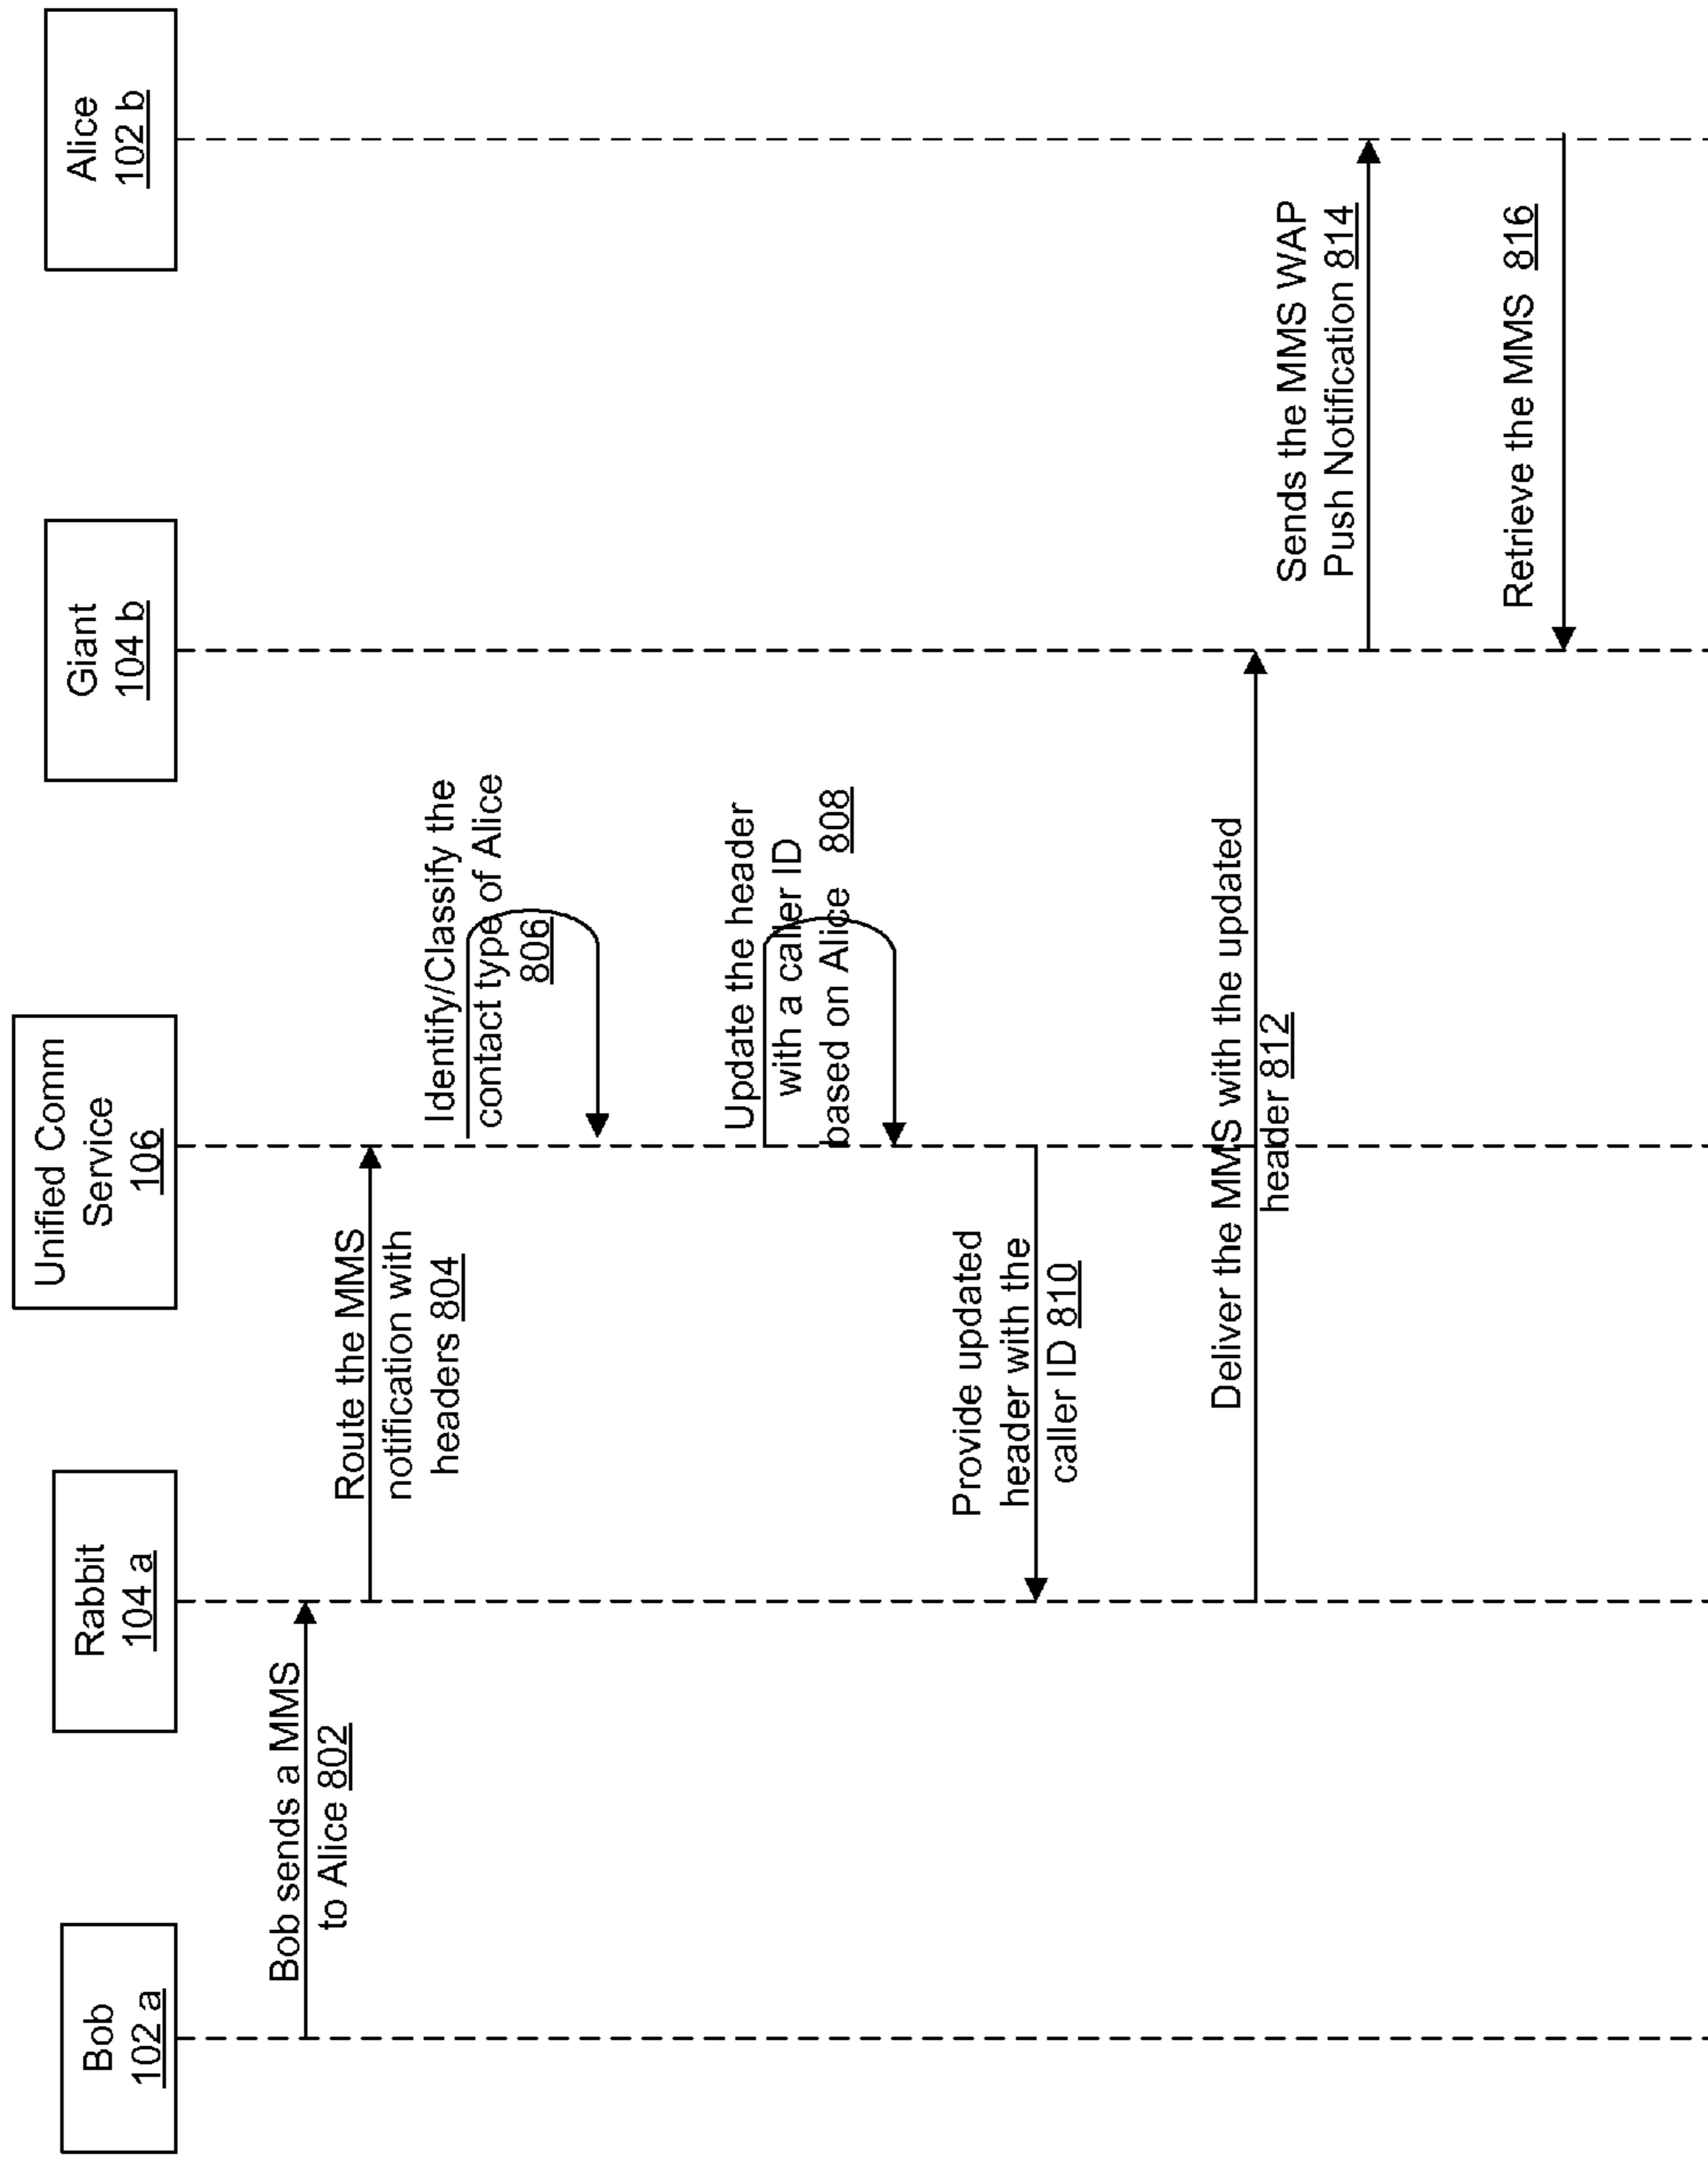 Bob
102 a
Rabbit
104 a
Unified Comm
Service
106
Giant
104 b
Alice
102 b
Bob sends a MMS
to Alice 802
Route the MMS
notification with
headers 804
Identify/Classify the
contact type of Alice
806
Update the header
with a caller ID
based on Alice 808
Provide updated
header with the
caller ID 810
Deliver the MMS with the updated
header 812
Sends the MMS WAP
Push Notification 814
Retrieve the MMS 816